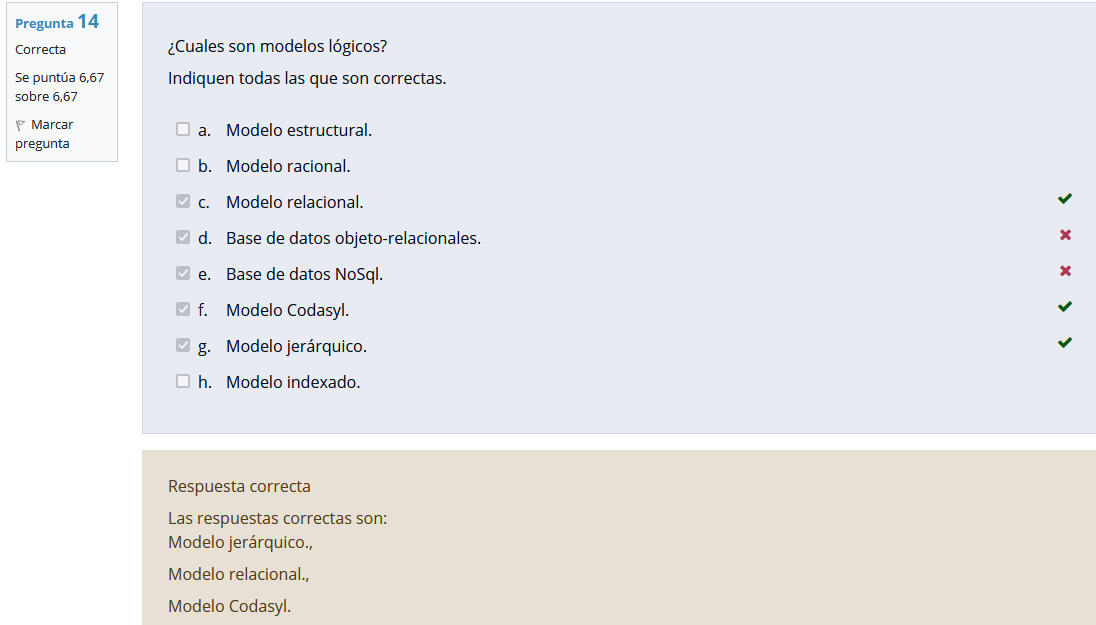 Pregunta 14
Correcta
Se puntúa 6,67
sobre 6,67
Marcar
pregunta
¿Cuales son modelos lógicos?
Indiquen todas las que son correctas.
a. Modelo estructural.
b. Modelo racional.
c. Modelo relacional.
d. Base de datos objeto-relacionales.
e. Base de datos NoSql.
f. Modelo Codasyl.
g. Modelo jerárquico.
h. Modelo indexado.
Respuesta correcta
Las respuestas correctas son:
Modelo jerárquico.,
Modelo relacional.,
Modelo Codasyl.